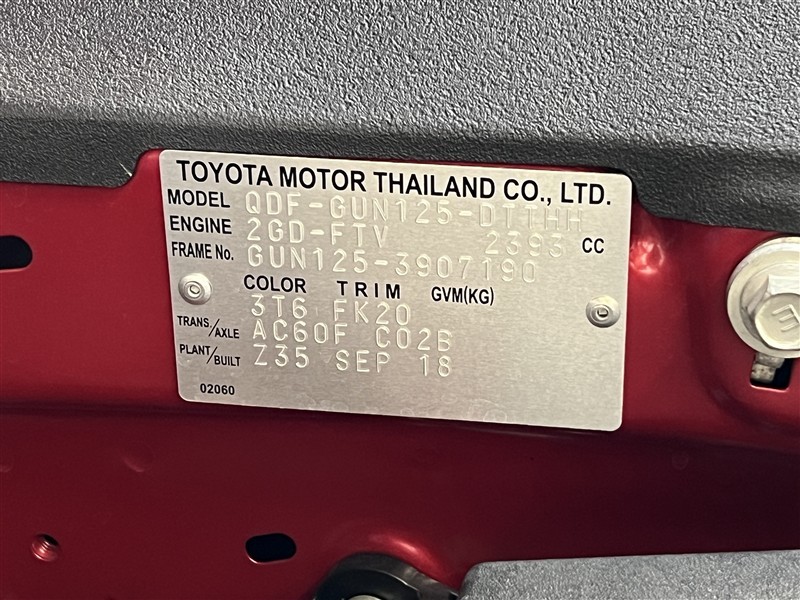 TOYOTA MOTOR THAILAND CO., LTD.
MODEL QDF-GUN125-DTTHH
ENGINE 2GD-FTV 2393 CC
FRAME No. GUN125-3907190
COLOR TRIM GVM(KG)
3T6 FK20
TRANS/AXLE AC60F C02B
PLANT/BUILT Z35 SEP 18
02060